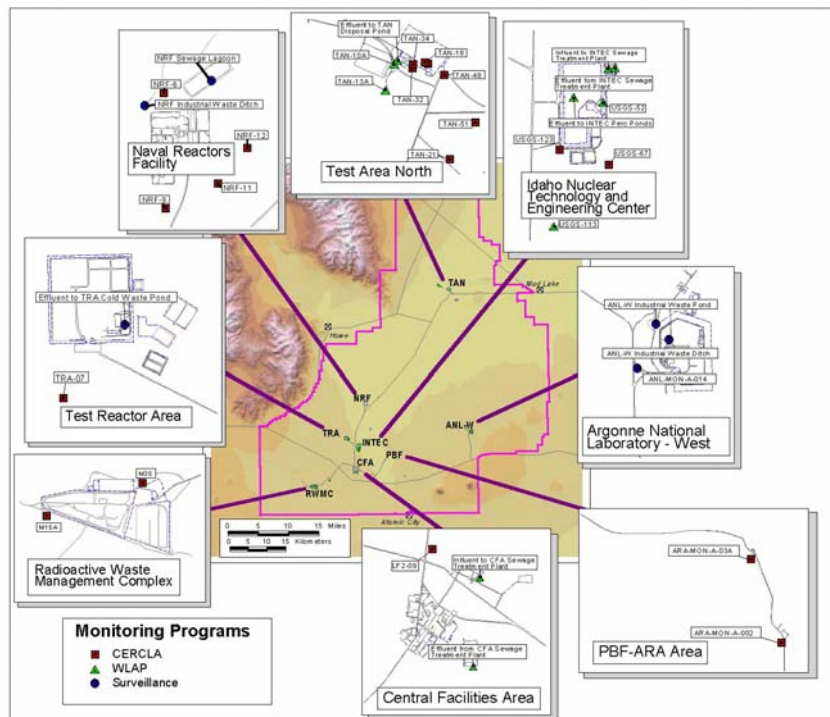 NRF Sewage Lagoon
NRF-6
NRF Industrial Waste Ditch
NRF-12
Naval Reactors
Facility
NRF-11
NRF-9
Effluent to TAN
Disposal Pond
TAN-34
TAN-10A
TAN-18
TAN-48
TAN-13A
TAN-32
TAN-51
TAN-21
Test Area North
Influent to INTEC Sewage
Treatment Plant
Effluent from INTEC Sewage
Treatment Plant
USGS-52
Effluent to INTEC Perc Ponds
USGS-123
USGS-67
Idaho Nuclear
Technology and
Engineering Center
USGS-113
Effluent to TRA Cold Waste Pond
TRA-07
Test Reactor Area
TAN
Mud Lake
Howe
NRF
TRA
INTEC
ANL-W
PBF
CFA
RWMC
Atomic City
0 5 10 15 Miles
0 5 10 15 Kilometers
ANL-W Industrial Waste Pond
ANL-W Industrial Waste Ditch
ANL-MON-A-014
Argonne National
Laboratory - West
M3S
M15A
Radioactive Waste
Management Complex
LF2-09
Influent to CFA Sewage
Treatment Plant
Effluent from CFA Sewage
Treatment Plant
Central Facilities Area
ARA-MON-A-03A
ARA-MON-A-002
PBF-ARA Area
Monitoring Programs
CERCLA
WLAP
Surveillance